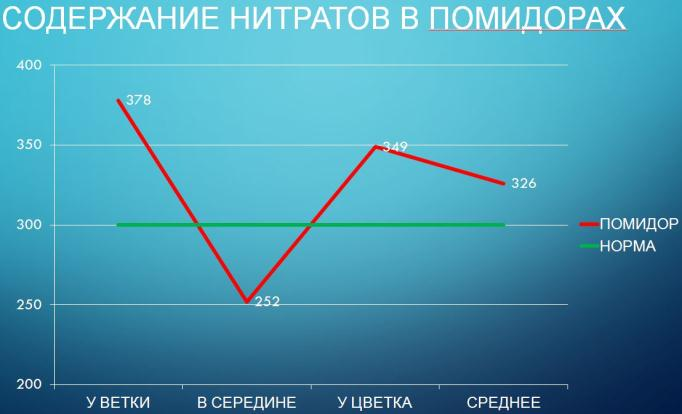 СОДЕРЖАНИЕ НИТРАТОВ В ПОМИДОРАХ
400
350
300
250
200
378
252
349
326
У ВЕТКИ
В СЕРЕДИНЕ
У ЦВЕТКА
СРЕДНЕЕ
ПОМИДОР
НОРМА